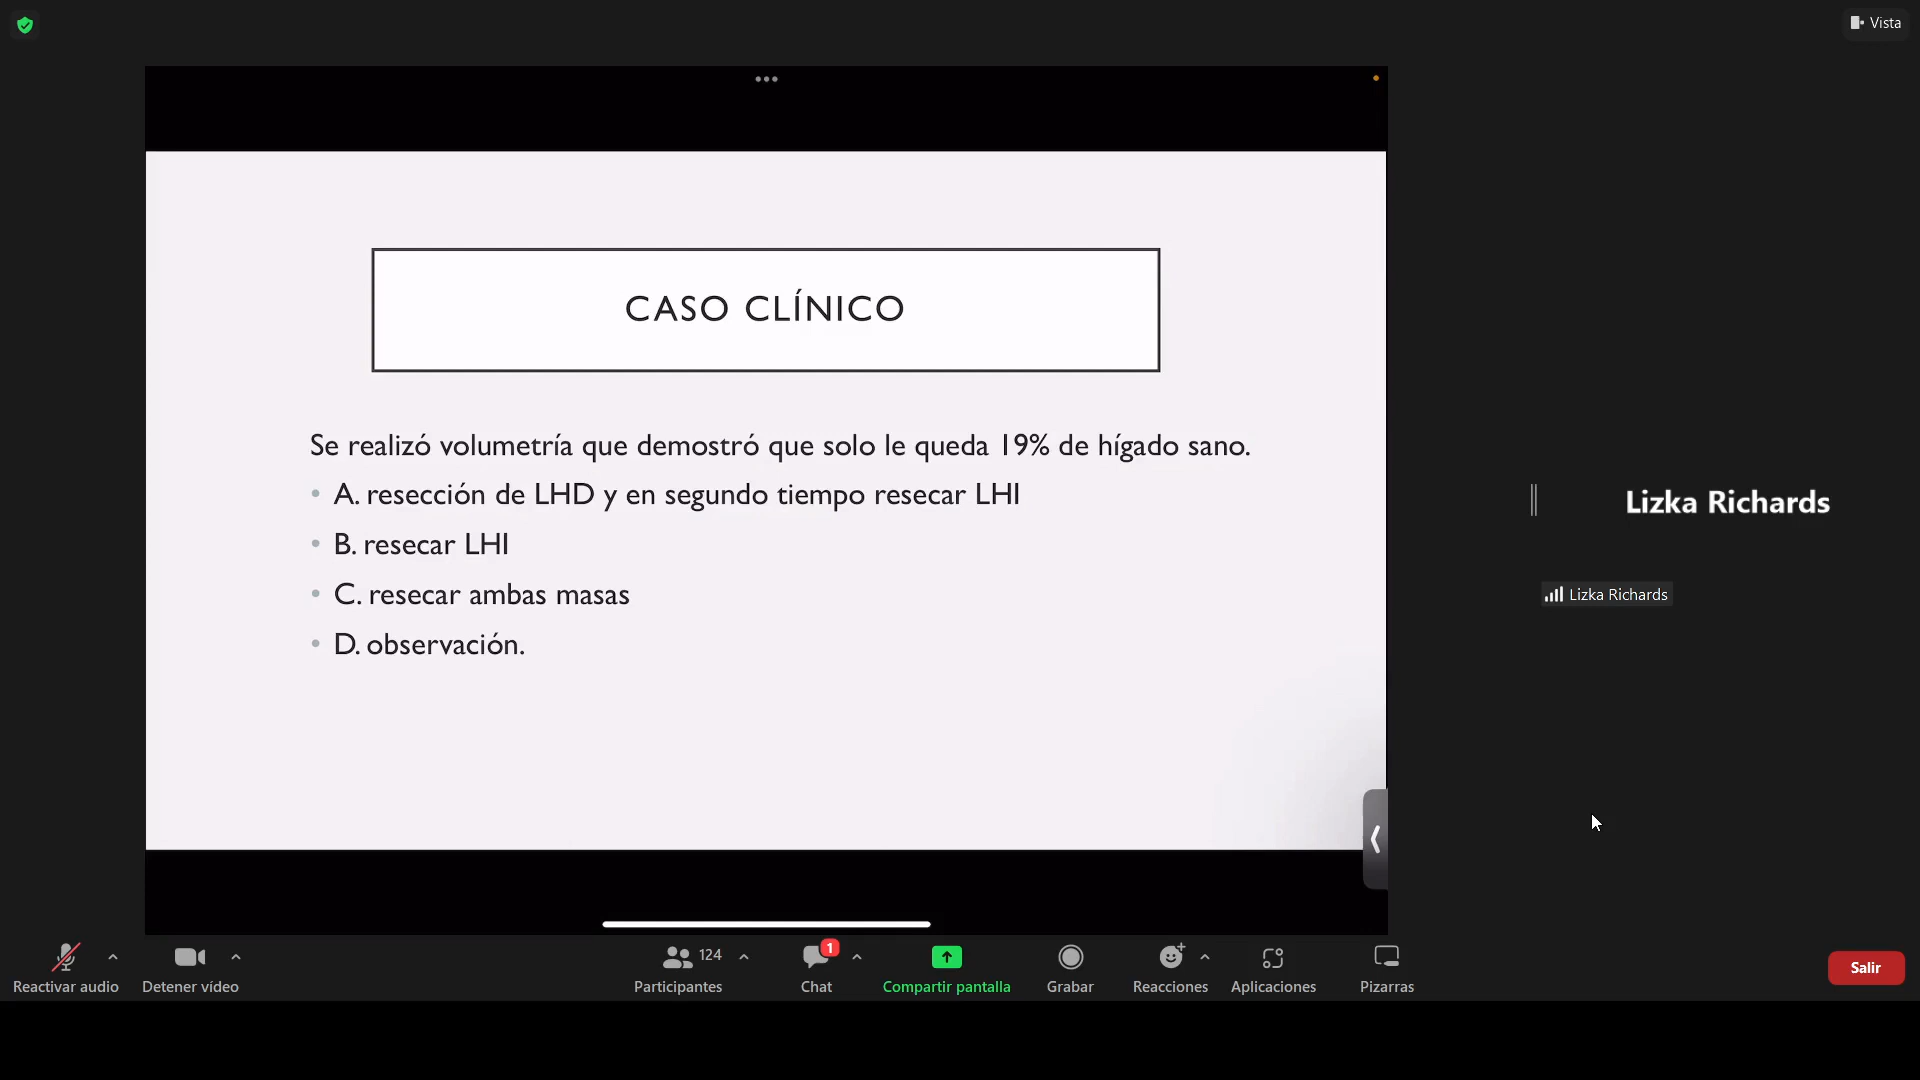 Vista
CASO CLÍNICO
Se realizó volumetría que demostró que solo le queda 19% de hígado sano.
• A. resección de LHD y en segundo tiempo resecar LHI
• B. resecar LHI
• C. resecar ambas masas
• D. observación.
Lizka Richards
Lizka Richards
124
1
Reactivar audio
Detener vídeo
Participantes
Chat
Compartir pantalla
Grabar
Reacciones
Aplicaciones
Pizarras
Salir